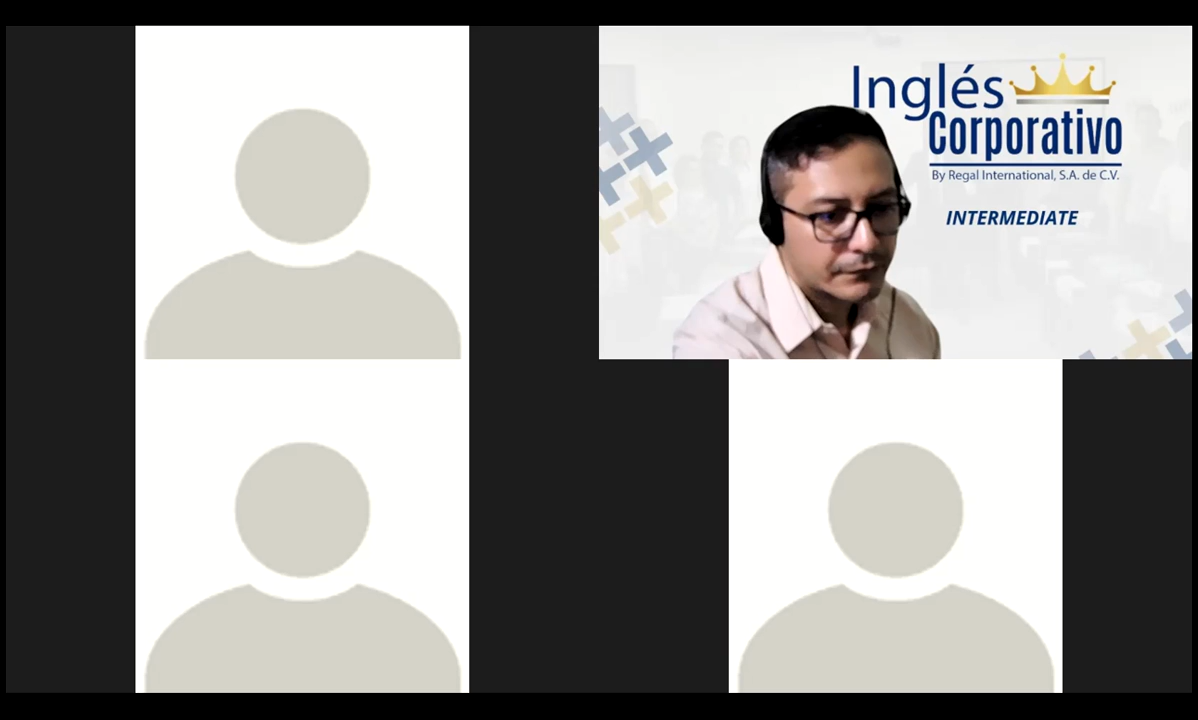 Inglés
Corporativo
By Regal International, S.A. de C.V.
INTERMEDIATE